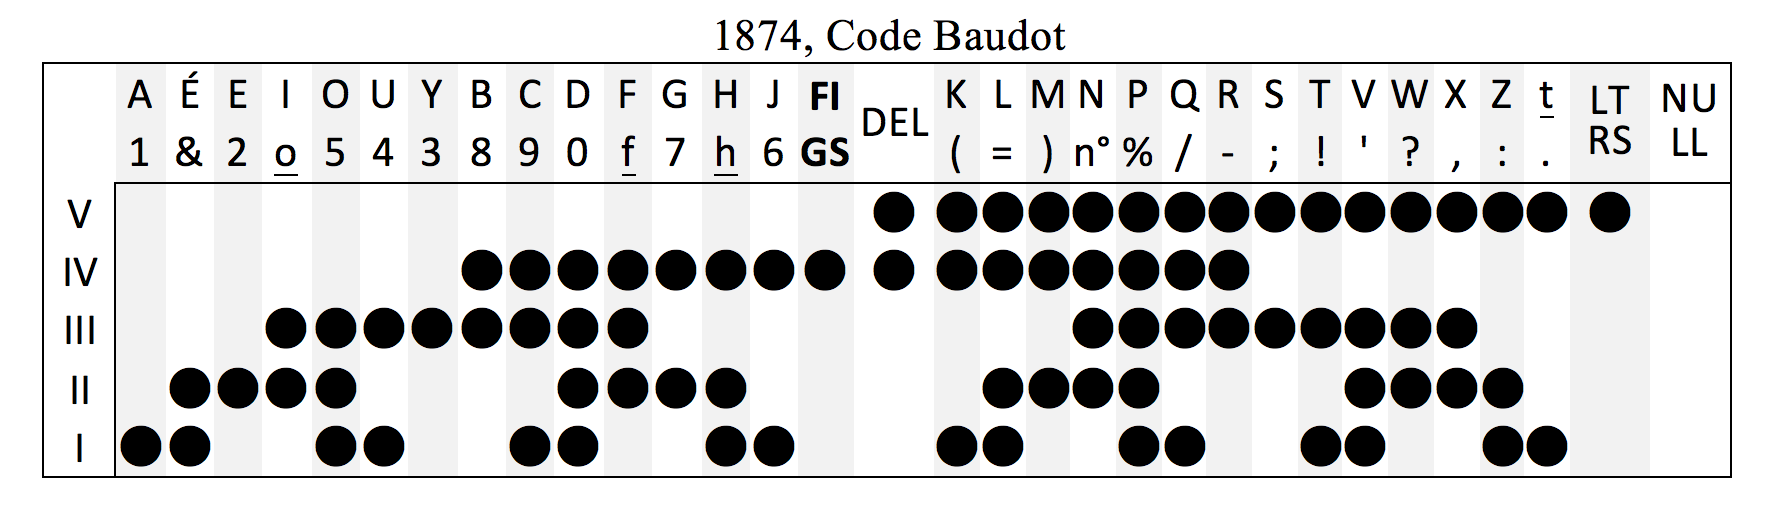 1874, Code Baudot
A É E I O U Y B C D F G H J FI DEL K L M N P Q R S T V W X Z t LT NU
1 & 2 o 5 4 3 8 9 0 f 7 h 6 GS ( = ) n° % / - ; ! ' ? , : . RS LL
V
IV
III
II
I